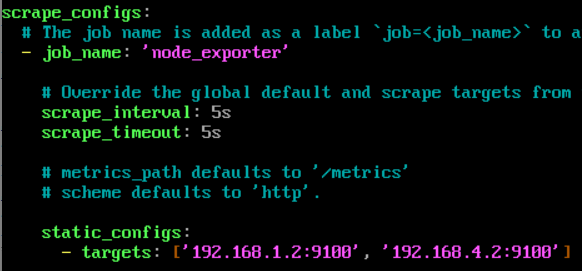 scrape_configs:
# The job name is added as a label `job=<job_name>` to a
- job_name: 'node_exporter'
# Override the global default and scrape targets from
scrape_interval: 5s
scrape_timeout: 5s
# metrics_path defaults to '/metrics'
# scheme defaults to 'http'.
static_configs:
- targets: ['192.168.1.2:9100', '192.168.4.2:9100']